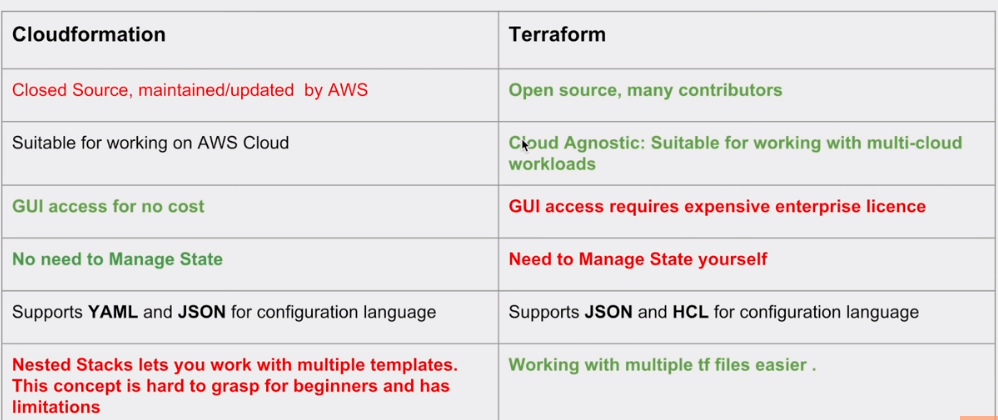 Cloudformation
Terraform
Closed Source, maintained/updated by AWS
Open source, many contributors
Suitable for working on AWS Cloud
Cloud Agnostic: Suitable for working with multi-cloud
workloads
GUI access for no cost
GUI access requires expensive enterprise licence
No need to Manage State
Need to Manage State yourself
Supports YAML and JSON for configuration language
Supports JSON and HCL for configuration language
Nested Stacks lets you work with multiple templates.
This concept is hard to grasp for beginners and has
limitations
Working with multiple tf files easier .